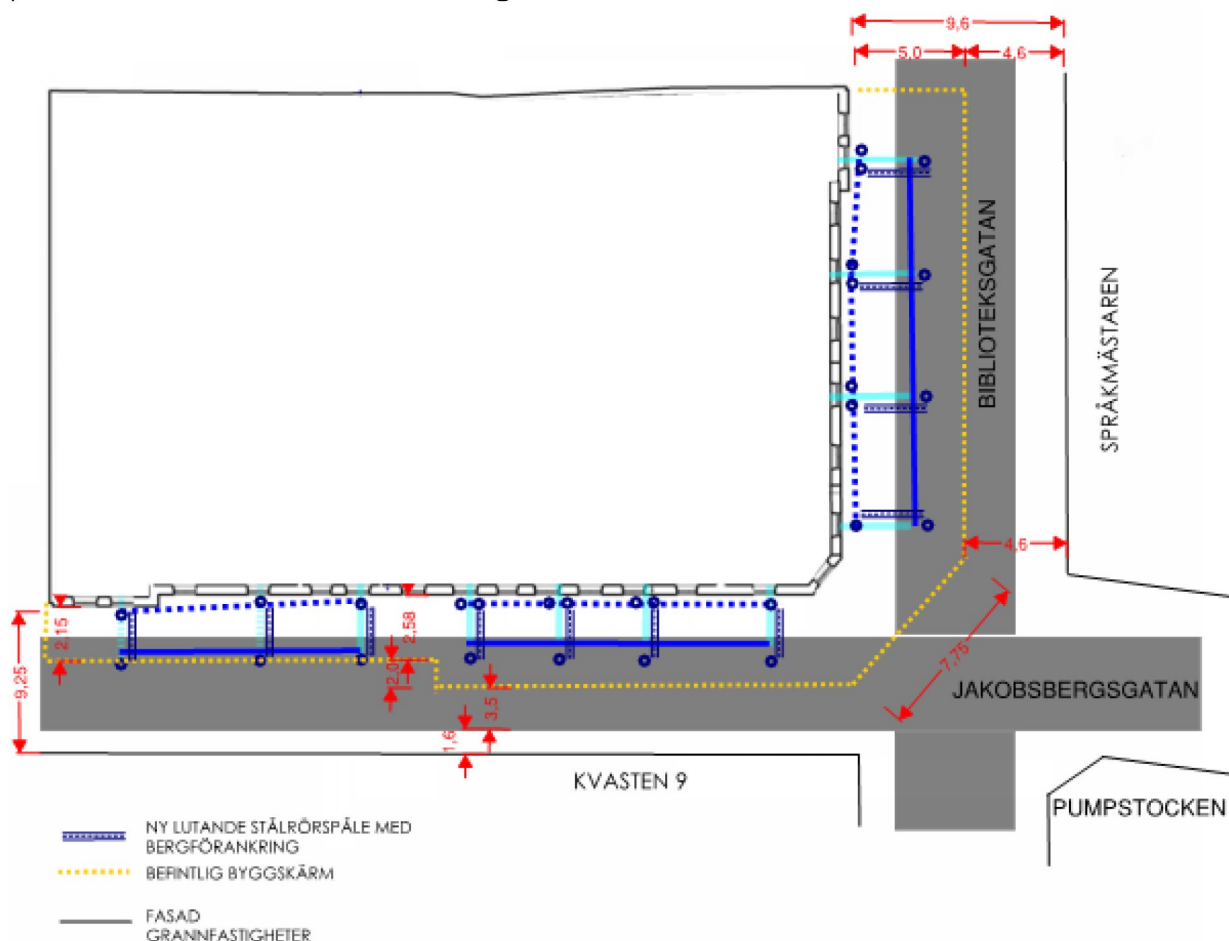 9,6
5,0
4,6
BIBLIOTEKSGATAN
SPRÅKMÄSTAREN
4,6
2,15
2,58
9,25
2,0
3,5
7,75
JAKOBSBERGSGATAN
1,6
KVASTEN 9
PUMPSTOCKEN
NY LUTANDE STÅLRÖRSPÅLE MED
BERGFÖRANKRING
BEFINTLIG BYGGSKÄRM
FASAD
GRANNFASTIGHETER